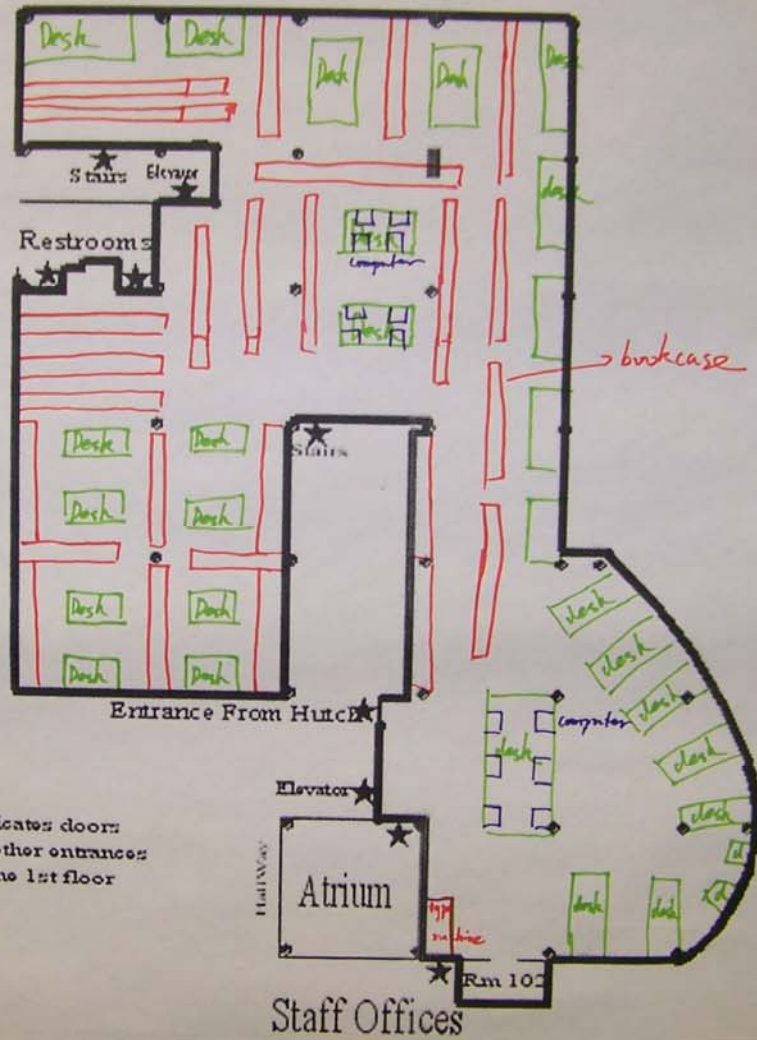 Desk
Desk
Desk
Desk
Desk
Stairs
Elevator
desk
Restrooms
desk
computer
desk
bookcase
Stairs
Desk
Desk
Desk
Desk
Desk
Desk
desk
Desk
Desk
desk
desk
Entrance From Hutch
computer
desk
desk
desk
Elevator
desk
icates doors
other entrances
1st floor
HallWay
Atrium
d
d
desk
desk
type
machine
Rm 102
Staff Offices